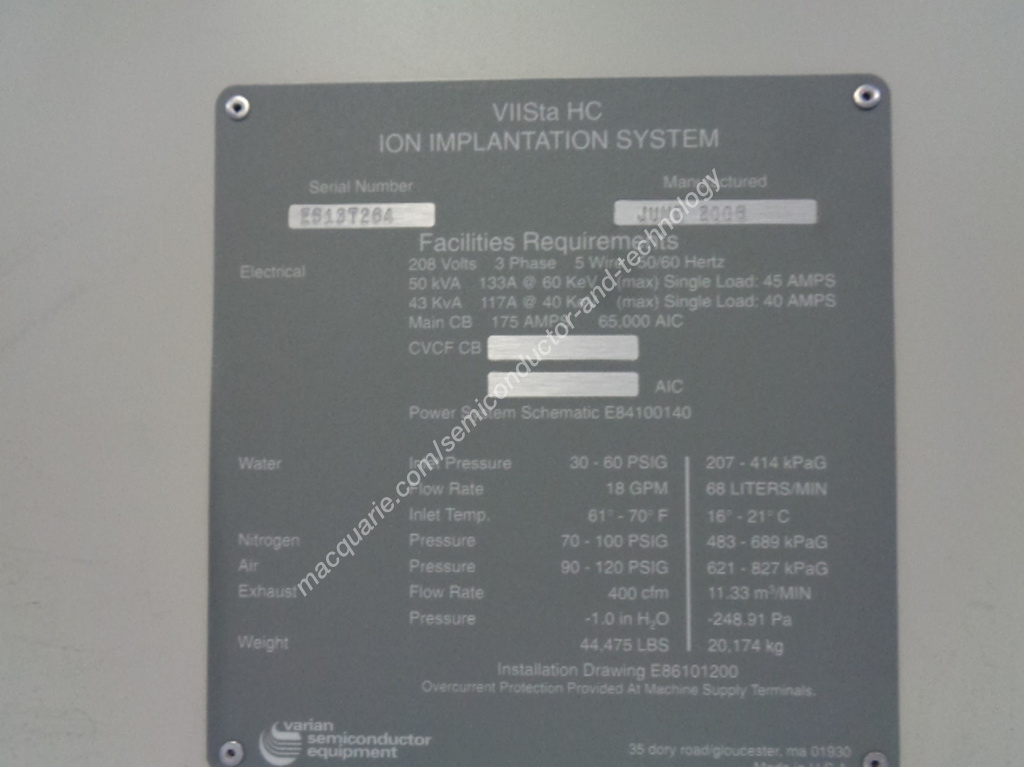 VIISta HC
ION IMPLANTATION SYSTEM
Serial Number Manufactured
ES137264 JUNE 2006
Facilities Requirements
Electrical 208 Volts 3 Phase 5 Wire 50/60 Hertz
50 kVA 133A @ 60 KeV (max) Single Load: 45 AMPS
43 KvA 117A @ 40 KeV (max) Single Load: 40 AMPS
Main CB 175 AMPS 65,000 AIC
CVCF CB
AIC
Power System Schematic E84100140
Water Inlet Pressure 30 - 60 PSIG 207 - 414 kPaG
Flow Rate 18 GPM 68 LITERS/MIN
Inlet Temp. 61° - 70° F 16° - 21° C
Nitrogen Pressure 70 - 100 PSIG 483 - 689 kPaG
Air Pressure 90 - 120 PSIG 621 - 827 kPaG
Exhaust Flow Rate 400 cfm 11.33 m³/MIN
Pressure -1.0 in H₂O -248.91 Pa
Weight 44,475 LBS 20,174 kg
Installation Drawing E86101200
Overcurrent Protection Provided At Machine Supply Terminals.
varian
semiconductor
equipment
35 dory road/gloucester, ma 01930
Made in U.S.A.
macquarie.com/semiconductor-and-technology